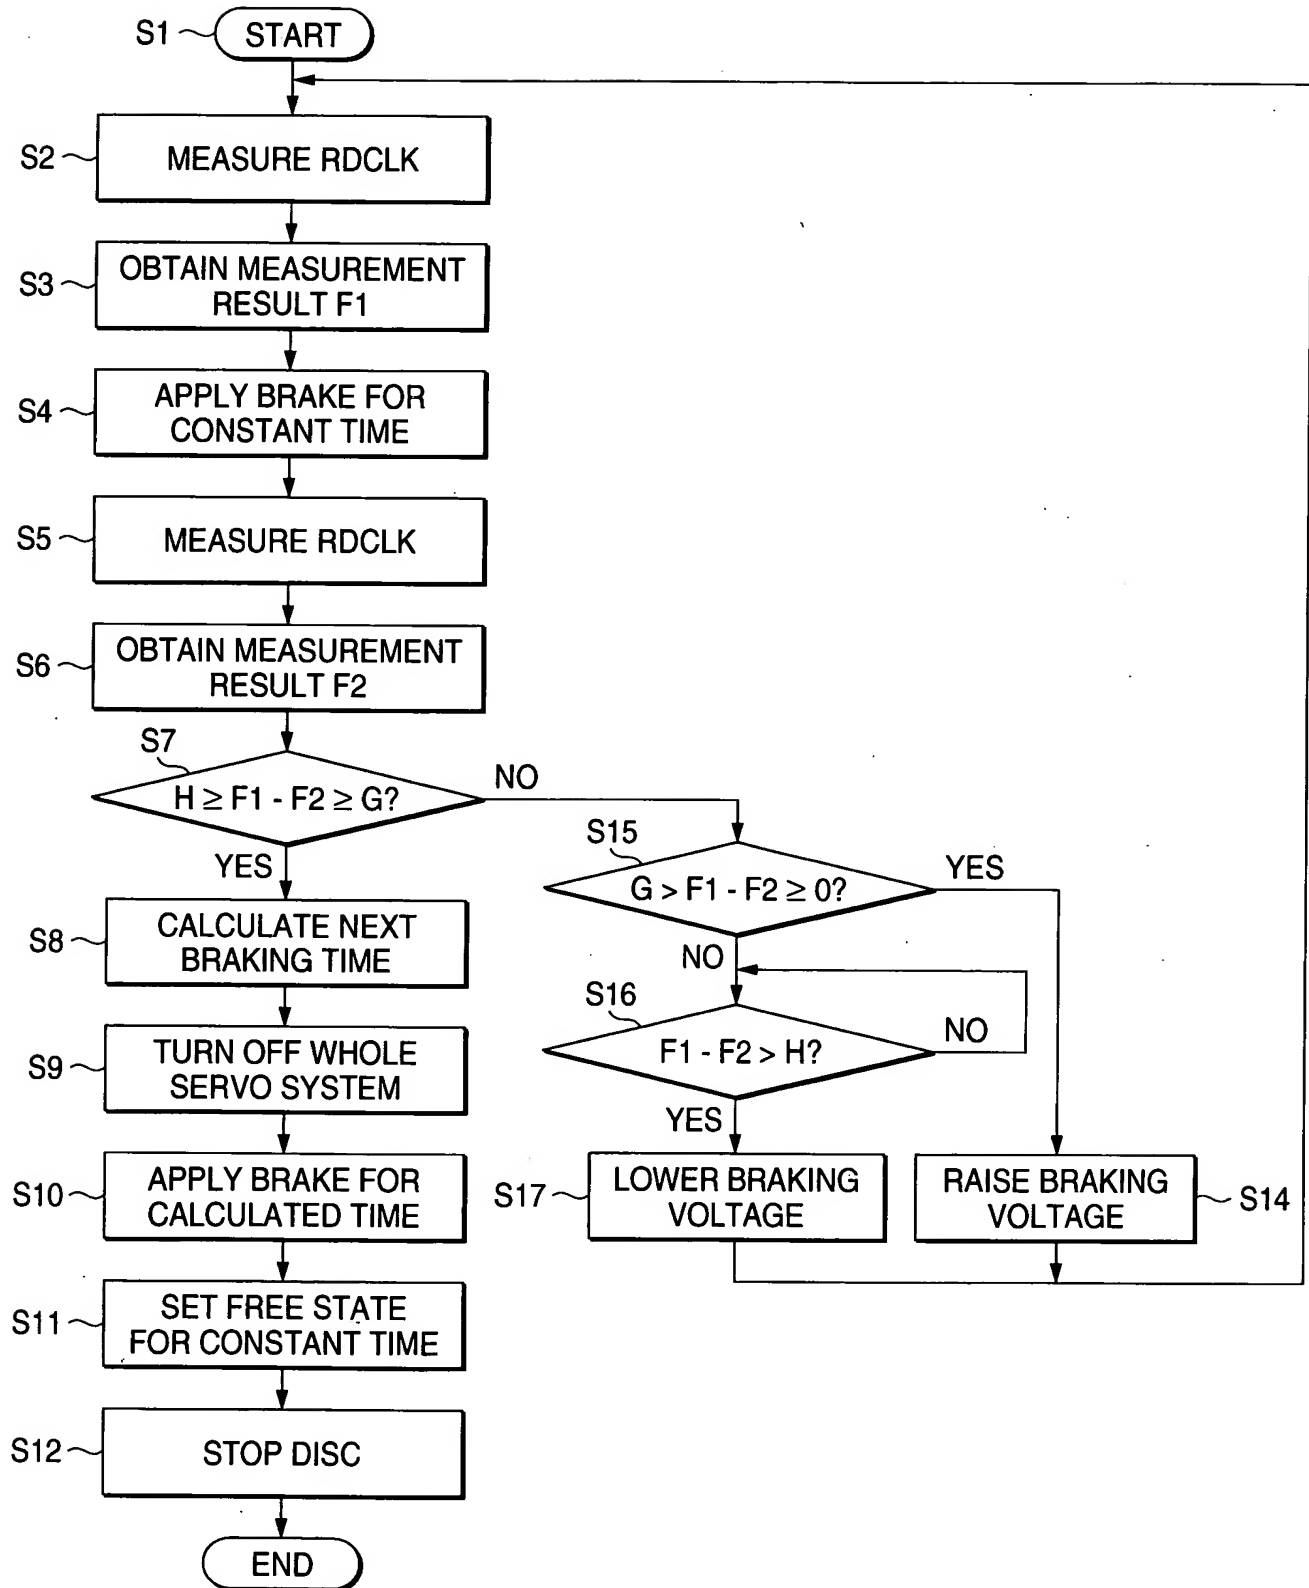 S1
START
S2
MEASURE RDCLK
S3
OBTAIN MEASUREMENT
RESULT F1
S4
APPLY BRAKE FOR
CONSTANT TIME
S5
MEASURE RDCLK
S6
OBTAIN MEASUREMENT
RESULT F2
S7
H ≥ F1 - F2 ≥ G?
NO
YES
S15
G > F1 - F2 ≥ 0?
YES
NO
S8
CALCULATE NEXT
BRAKING TIME
S16
F1 - F2 > H?
NO
YES
S9
TURN OFF WHOLE
SERVO SYSTEM
S10
APPLY BRAKE FOR
CALCULATED TIME
S17
LOWER BRAKING
VOLTAGE
RAISE BRAKING
VOLTAGE
S14
S11
SET FREE STATE
FOR CONSTANT TIME
S12
STOP DISC
END